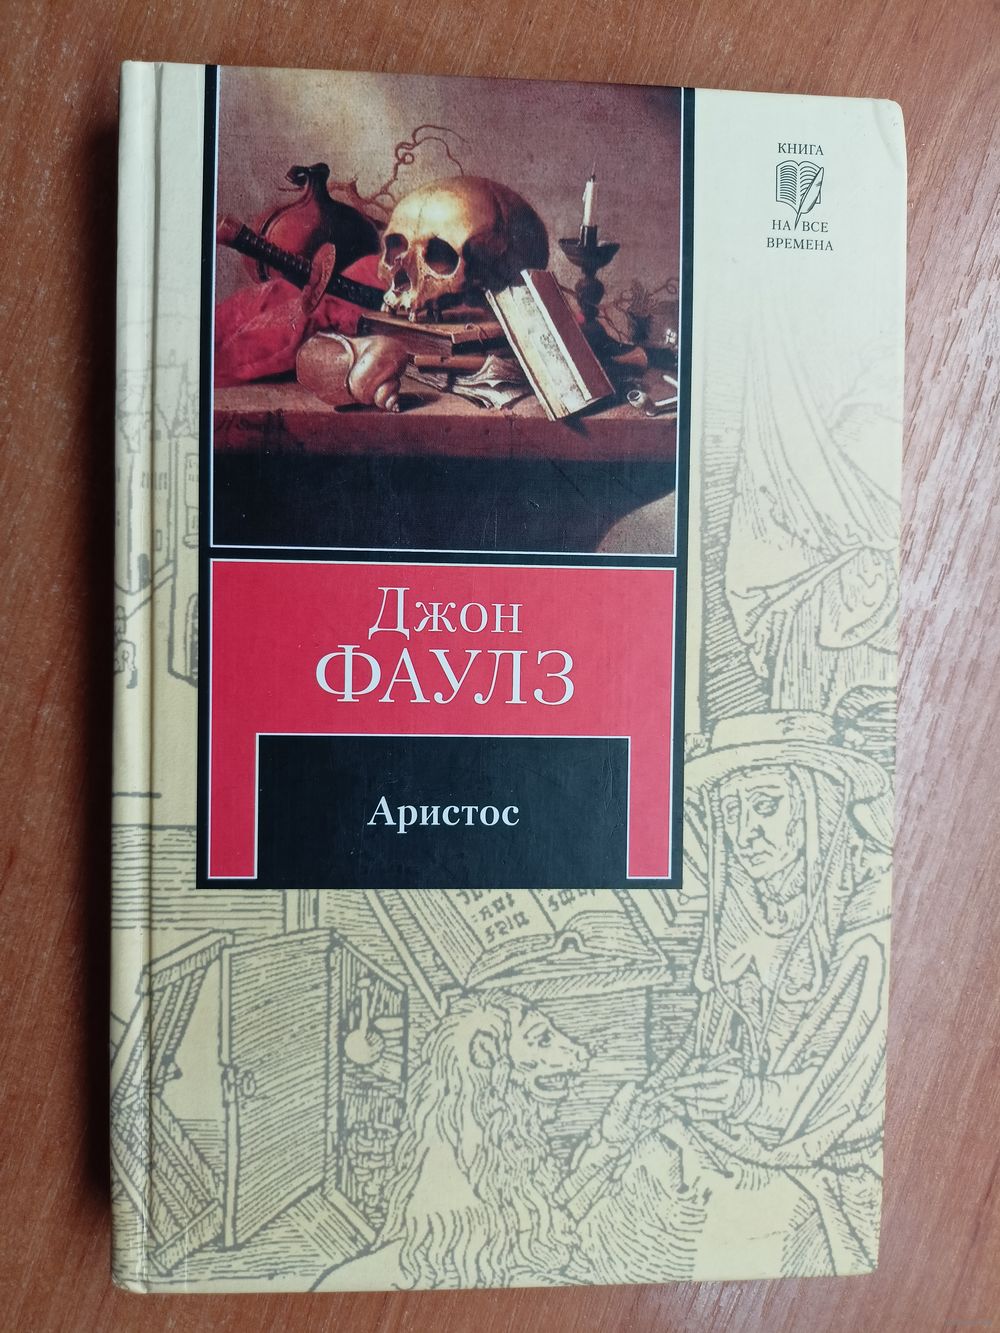 КНИГА
НА ВСЕ
ВРЕМЕНА
Джон
ФАУЛЗ
Аристос